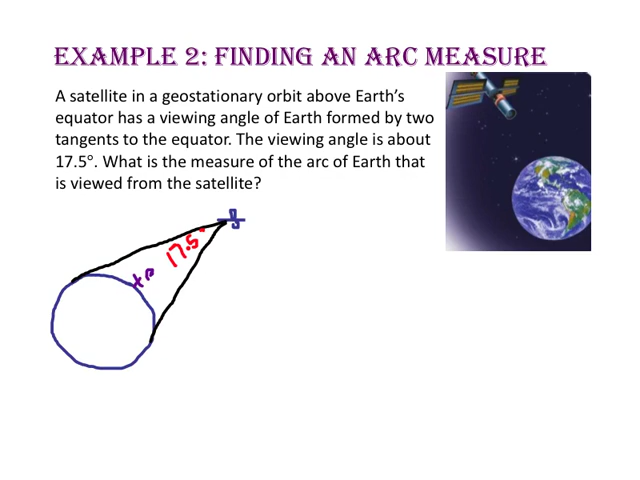 Example 2: Finding an Arc Measure
A satellite in a geostationary orbit above Earth’s
equator has a viewing angle of Earth formed by two
tangents to the equator. The viewing angle is about
17.5°. What is the measure of the arc of Earth that
is viewed from the satellite?
17.5°
x°